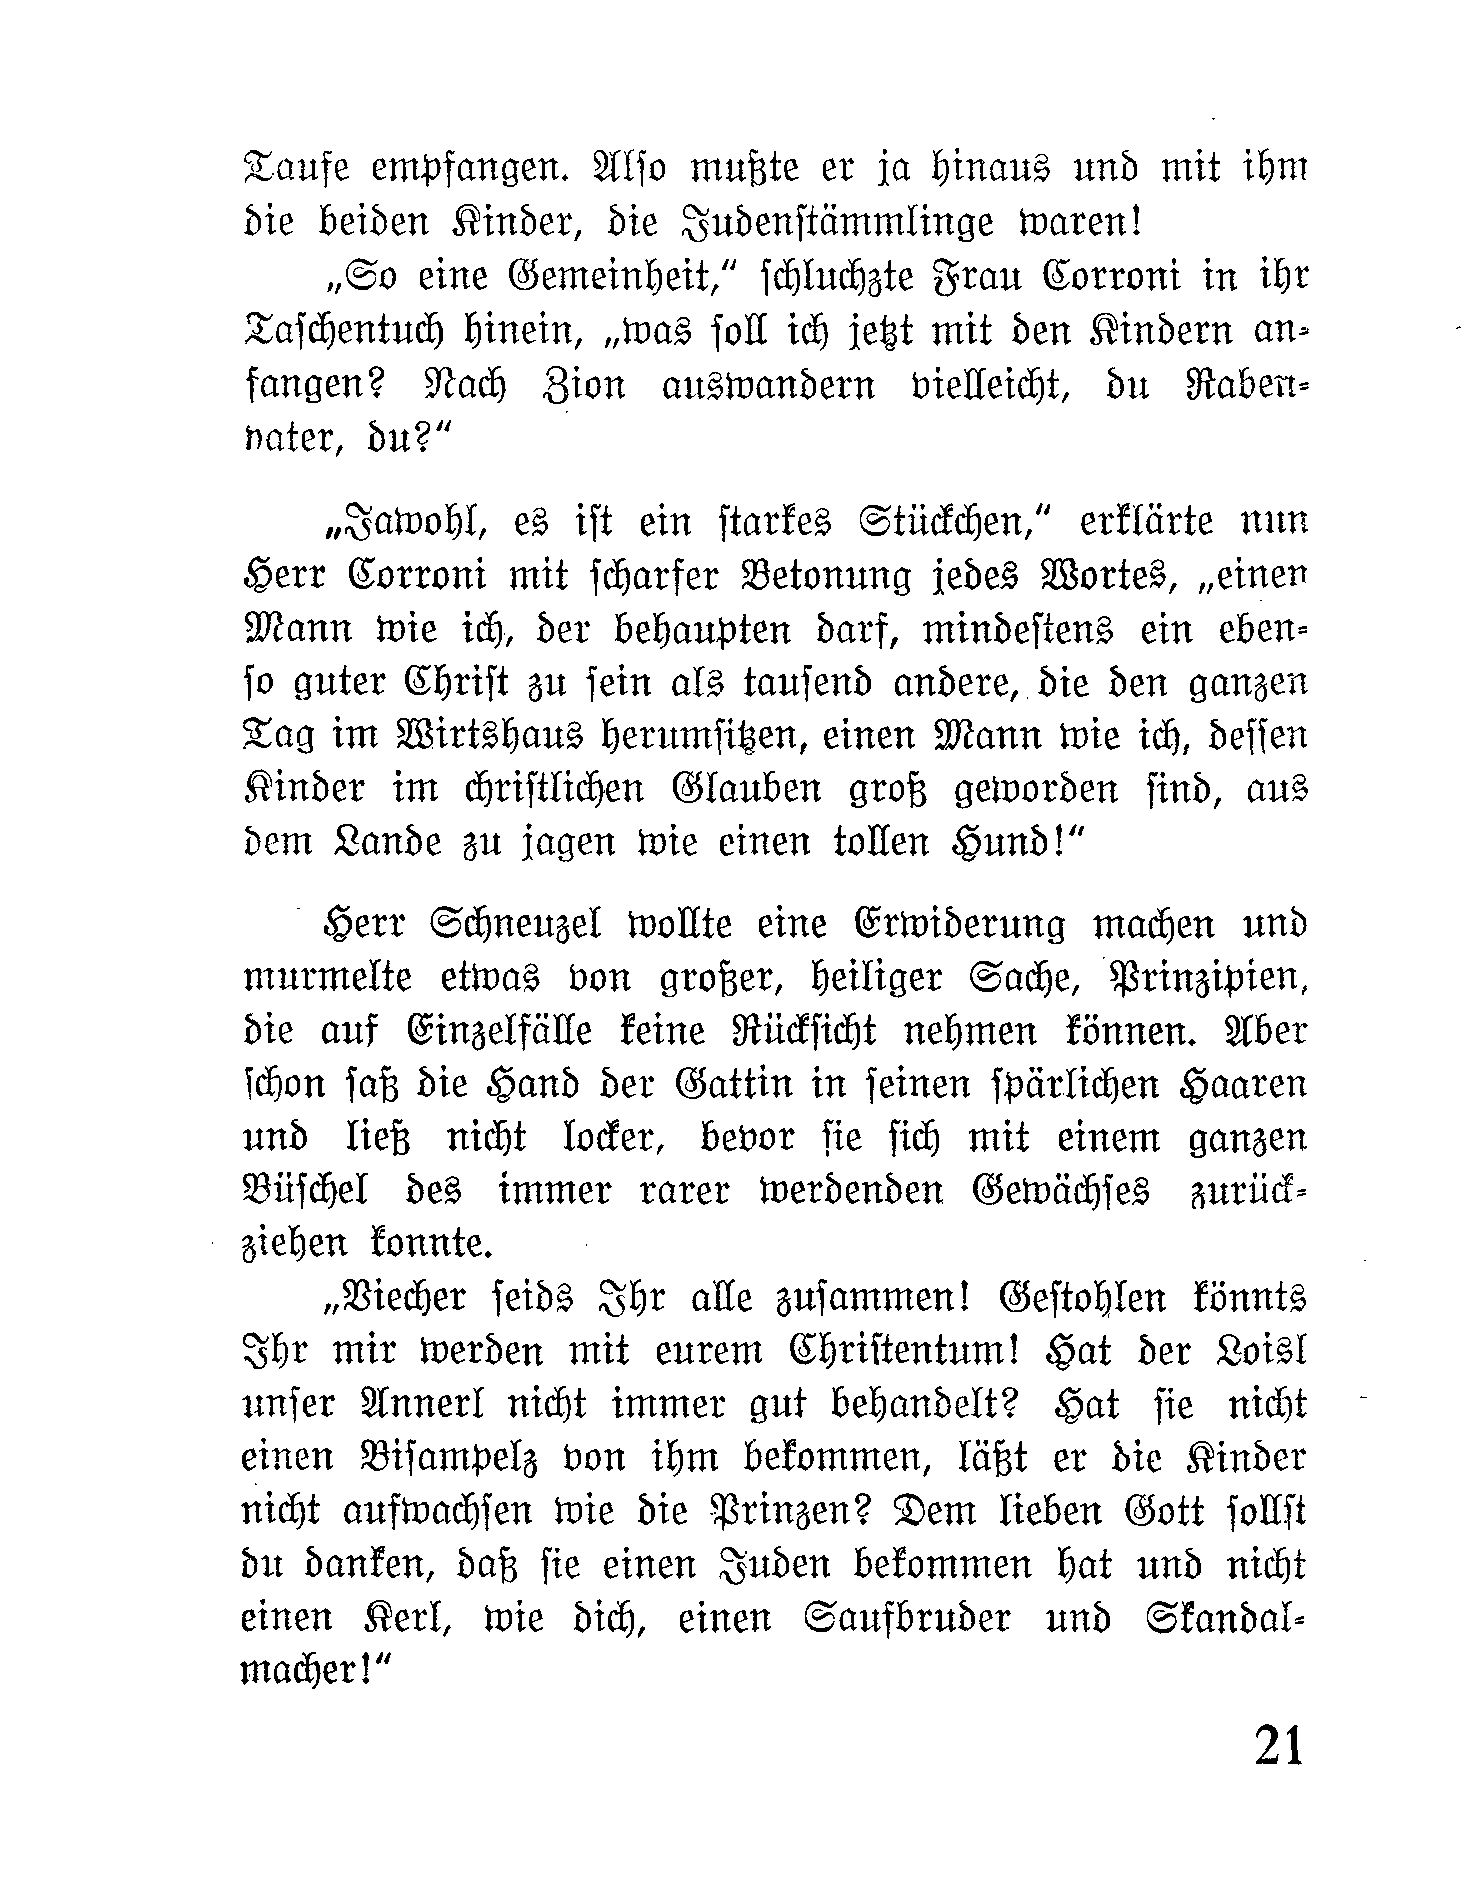 Taufe empfangen. Also mußte er ja hinaus und mit ihm
die beiden Kinder, die Judenstämmlinge waren!
„So eine Gemeinheit,“ schluchzte Frau Corroni in ihr
Taschentuch hinein, „was soll ich jetzt mit den Kindern an-
fangen? Nach Zion auswandern vielleicht, du Raben-
vater, du?“
„Jawohl, es ist ein starkes Stückchen,“ erklärte nun
Herr Corroni mit scharfer Betonung jedes Wortes, „einen
Mann wie ich, der behaupten darf, mindestens ein eben-
so guter Christ zu sein als tausend andere, die den ganzen
Tag im Wirtshaus herumsitzen, einen Mann wie ich, dessen
Kinder im christlichen Glauben groß geworden sind, aus
dem Lande zu jagen wie einen tollen Hund!“
Herr Schneuzel wollte eine Erwiderung machen und
murmelte etwas von großer, heiliger Sache, Prinzipien,
die auf Einzelfälle keine Rücksicht nehmen können. Aber
schon saß die Hand der Gattin in seinen spärlichen Haaren
und ließ nicht locker, bevor sie sich mit einem ganzen
Büschel des immer rarer werdenden Gewächses zurück-
ziehen konnte.
„Viecher seids Ihr alle zusammen! Gestohlen könnts
Ihr mir werden mit eurem Christentum! Hat der Loisl
unser Annerl nicht immer gut behandelt? Hat sie nicht
einen Bisampelz von ihm bekommen, läßt er die Kinder
nicht aufwachsen wie die Prinzen? Dem lieben Gott sollst
du danken, daß sie einen Juden bekommen hat und nicht
einen Kerl, wie dich, einen Saufbruder und Skandal-
macher!“
21